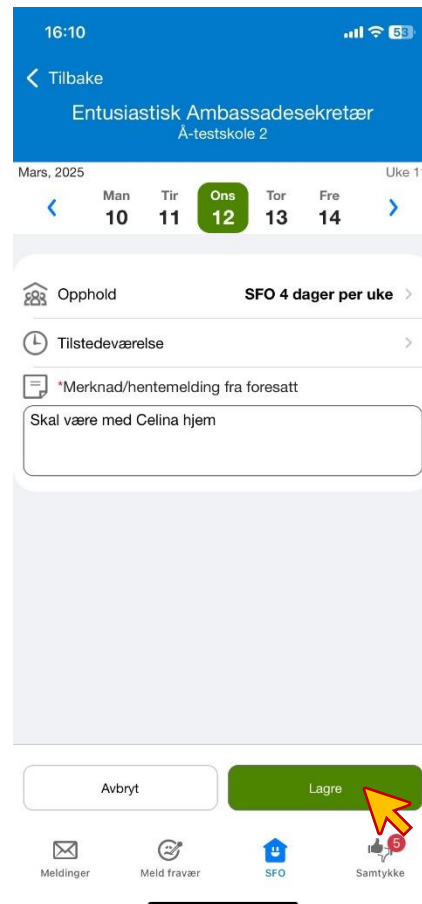 16:10 53
Tilbake
Entusiastisk Ambassadesekretær
Å-testskole 2
Mars, 2025 Uke 11
Man Tir Ons Tor Fre
10 11 12 13 14
Opphold SFO 4 dager per uke
Tilstedeværelse
*Merknad/hentemelding fra foresatt
Skal være med Celina hjem
Avbryt Lagre
5
Meldinger Meld fravær SFO Samtykke